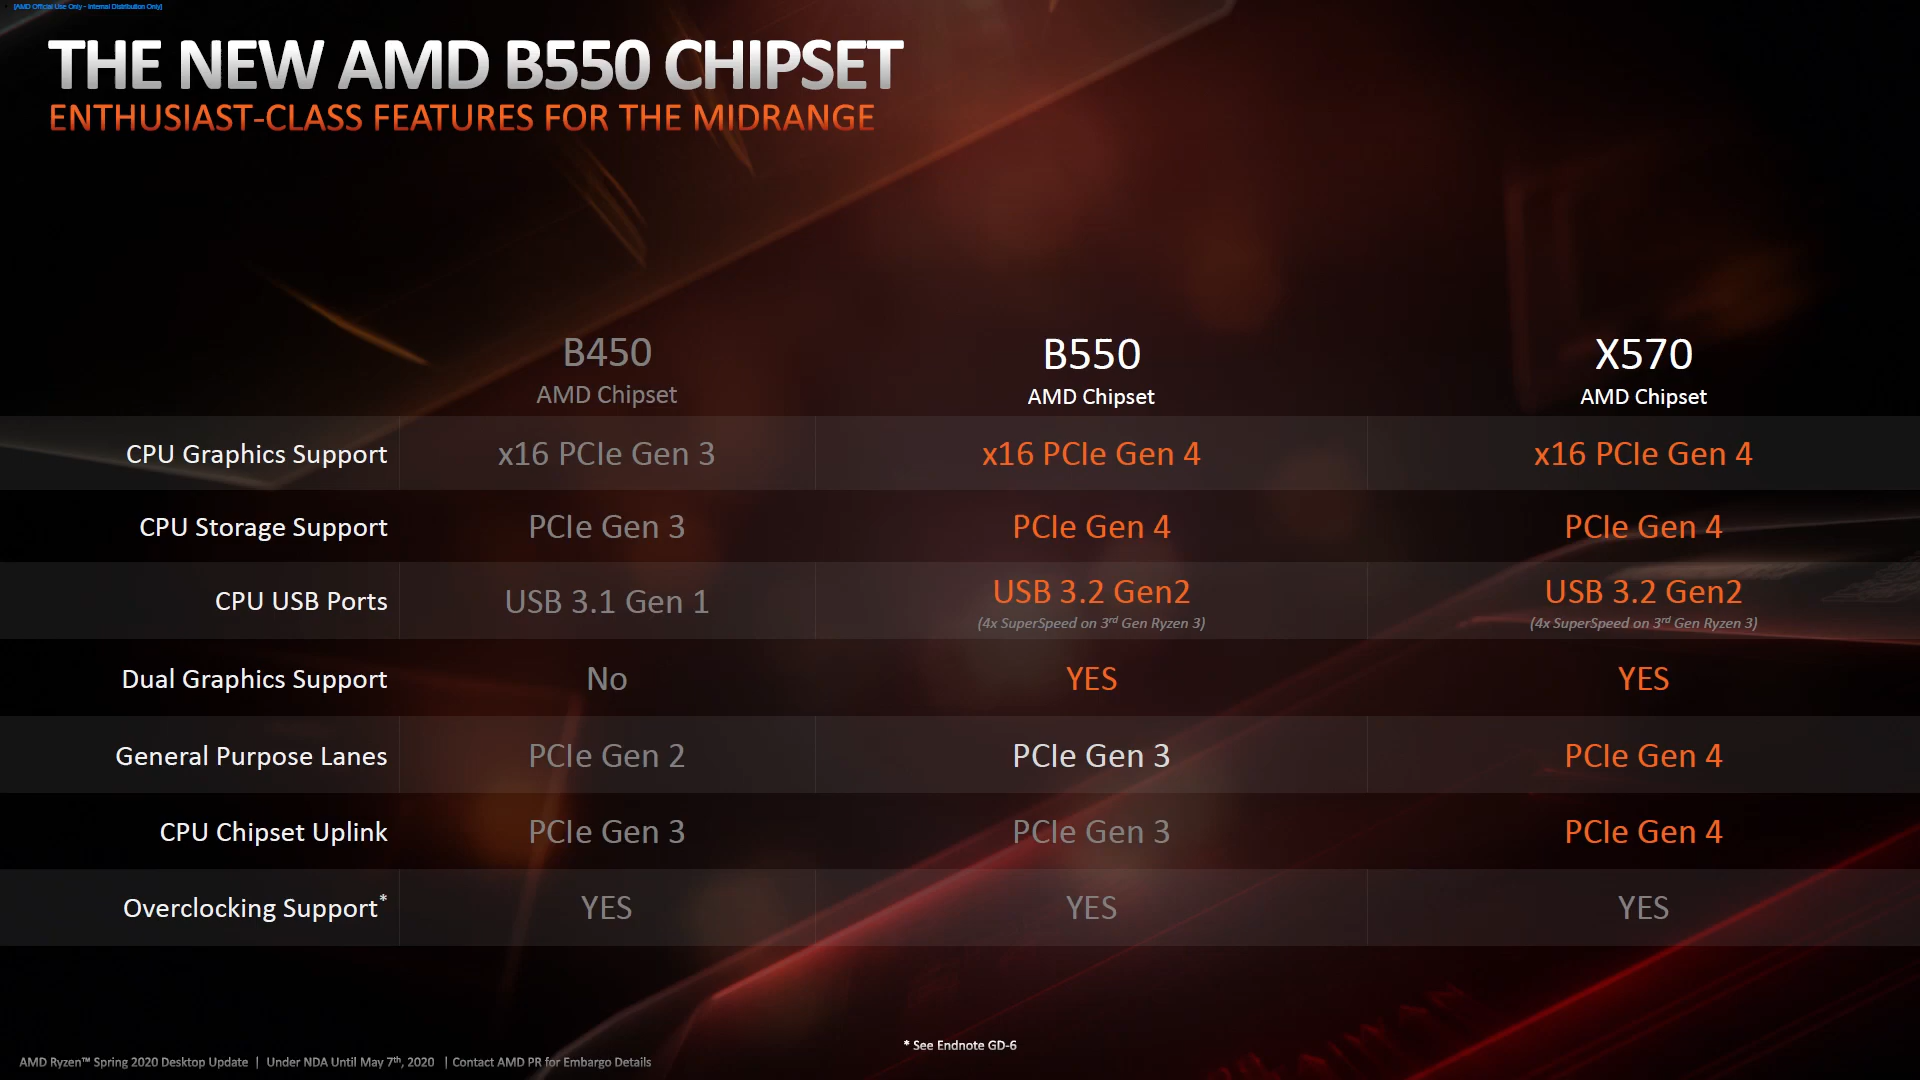 [AMD Official Use Only - Internal Distribution Only]
THE NEW AMD B550 CHIPSET
ENTHUSIAST-CLASS FEATURES FOR THE MIDRANGE
B450 B550 X570
AMD Chipset AMD Chipset AMD Chipset
CPU Graphics Support x16 PCIe Gen 3 x16 PCIe Gen 4 x16 PCIe Gen 4
CPU Storage Support PCIe Gen 3 PCIe Gen 4 PCIe Gen 4
CPU USB Ports USB 3.1 Gen 1 USB 3.2 Gen2 USB 3.2 Gen2
(4x SuperSpeed on 3rd Gen Ryzen 3) (4x SuperSpeed on 3rd Gen Ryzen 3)
Dual Graphics Support No YES YES
General Purpose Lanes PCIe Gen 2 PCIe Gen 3 PCIe Gen 4
CPU Chipset Uplink PCIe Gen 3 PCIe Gen 3 PCIe Gen 4
Overclocking Support* YES YES YES
* See Endnote GD-6
AMD Ryzen™ Spring 2020 Desktop Update | Under NDA Until May 7th, 2020 | Contact AMD PR for Embargo Details